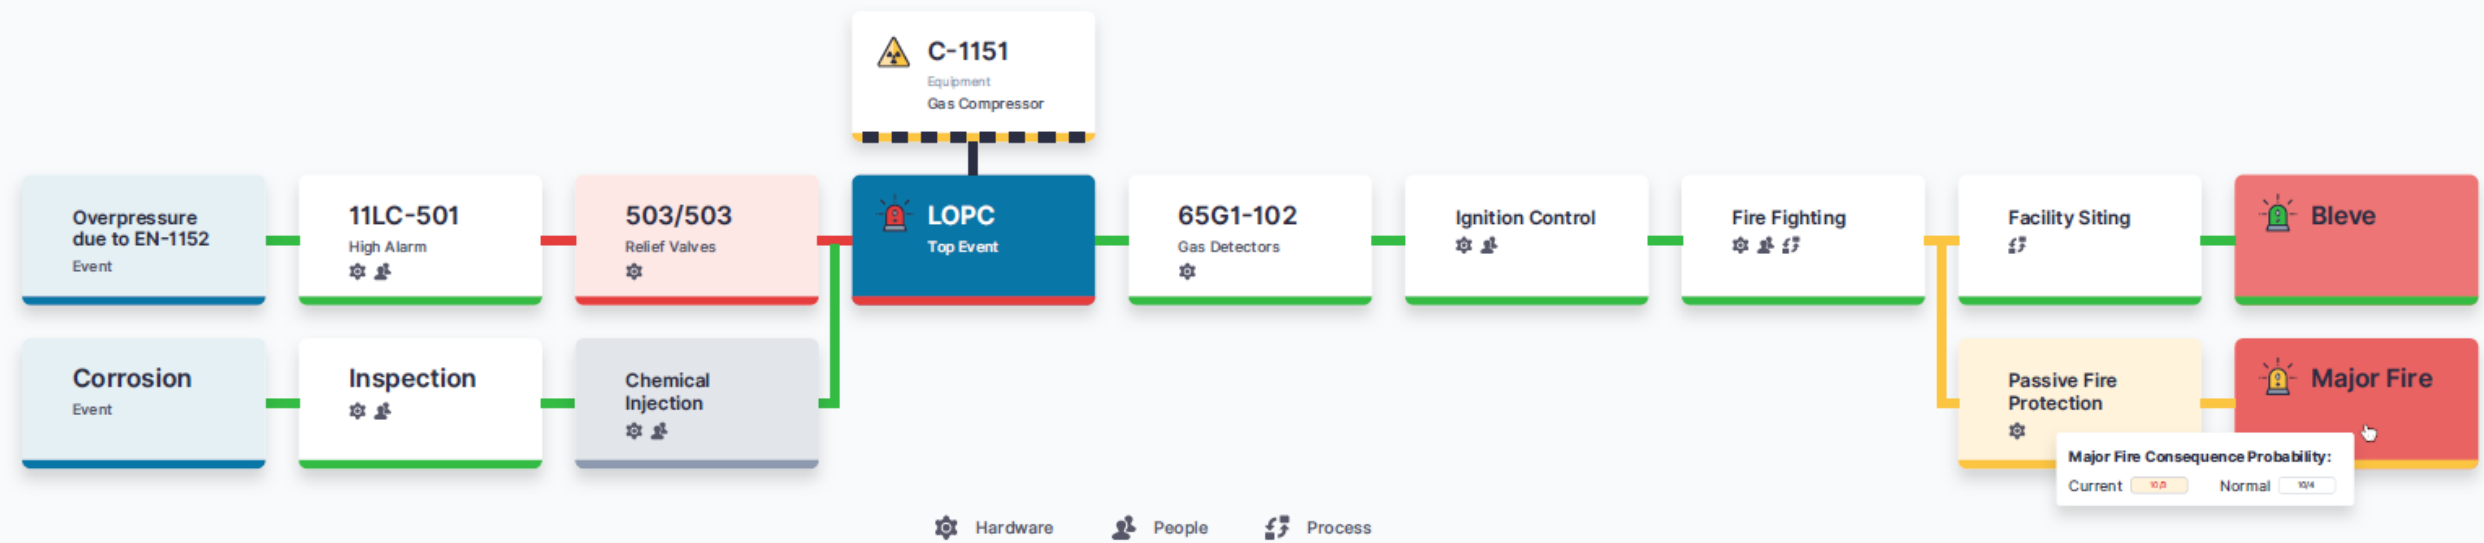 C-1151
Equipment
Gas Compressor
Overpressure
due to EN-1152
Event
11LC-501
High Alarm
503/503
Relief Valves
LOPC
Top Event
65G1-102
Gas Detectors
Ignition Control
Fire Fighting
Facility Siting
Bleve
Corrosion
Event
Inspection
Chemical
Injection
Passive Fire
Protection
Major Fire
Major Fire Consequence Probability:
Current Normal 10/4
Hardware People Process